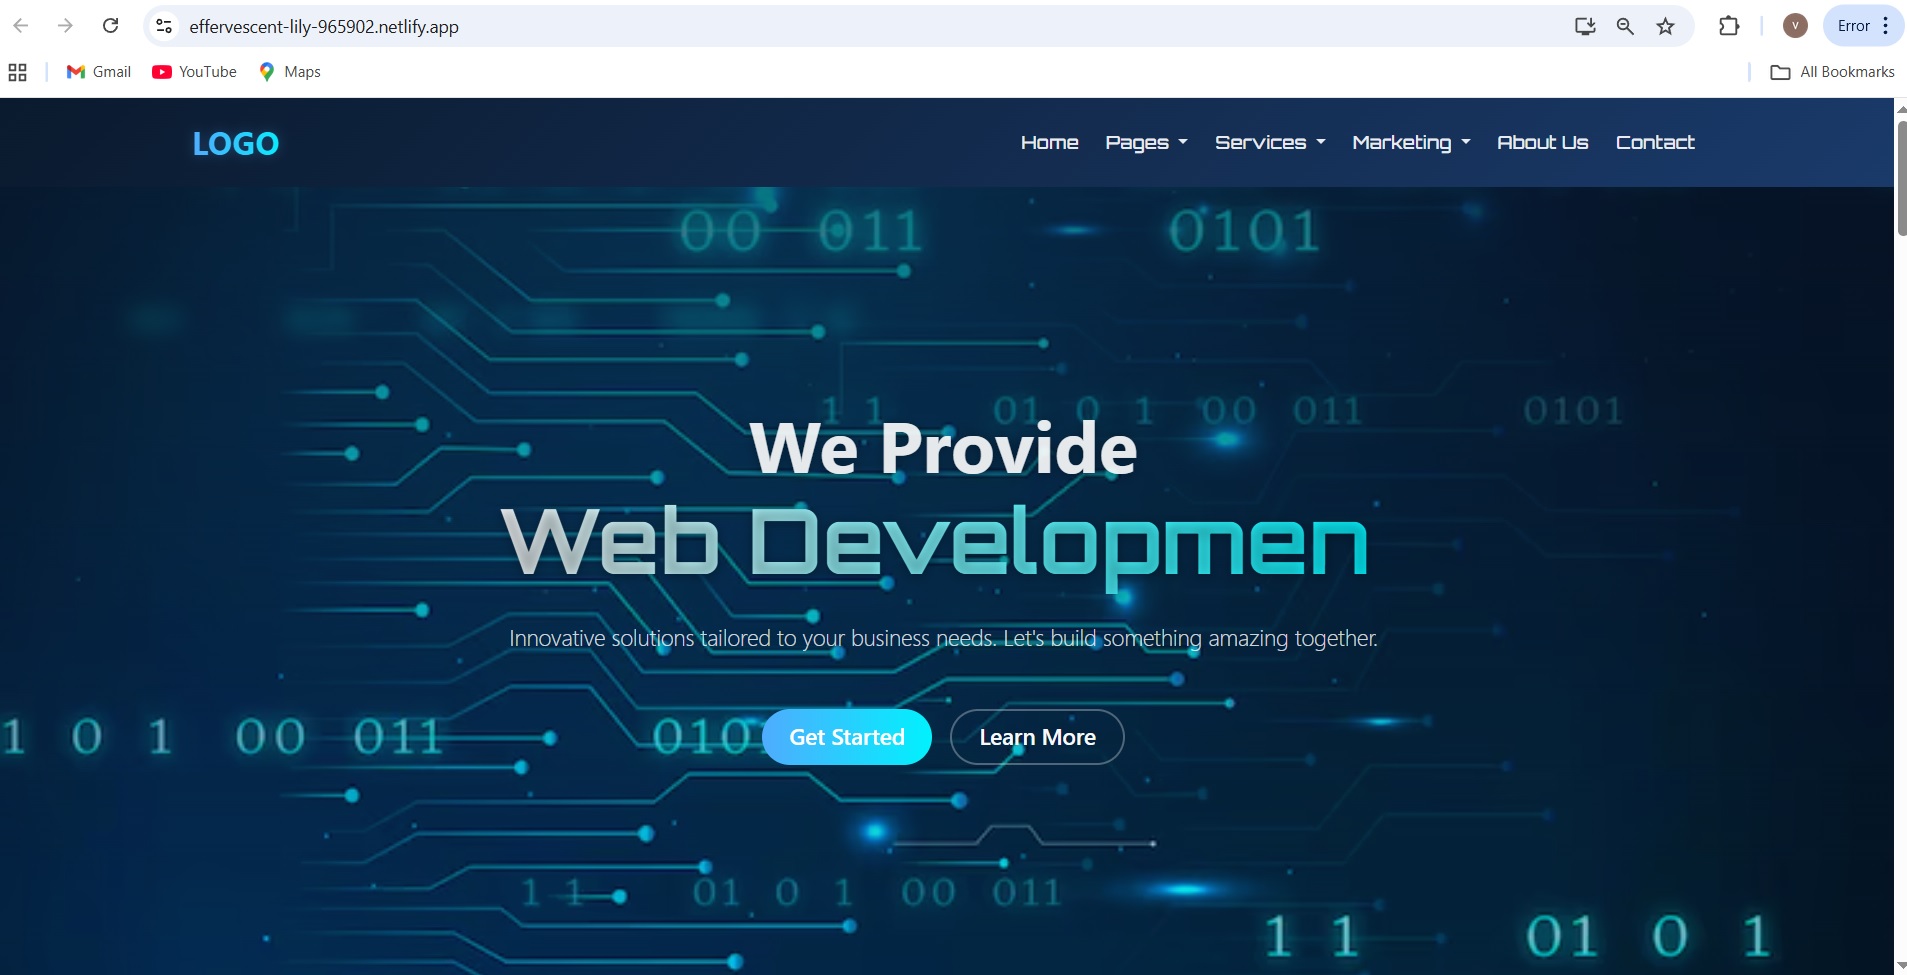 effervescent-lily-965902.netlify.app
V
Error
Gmail
YouTube
Maps
All Bookmarks
LOGO
Home
Pages
Services
Marketing
About Us
Contact
00 011
0101
1 1 01 0 1 00 011 0101
We Provide
Web Developmen
Innovative solutions tailored to your business needs. Let's build something amazing together.
1 0 1 00 011 010
Get Started
Learn More
1 1 01 0 1 00 011
1 1 01 0 1